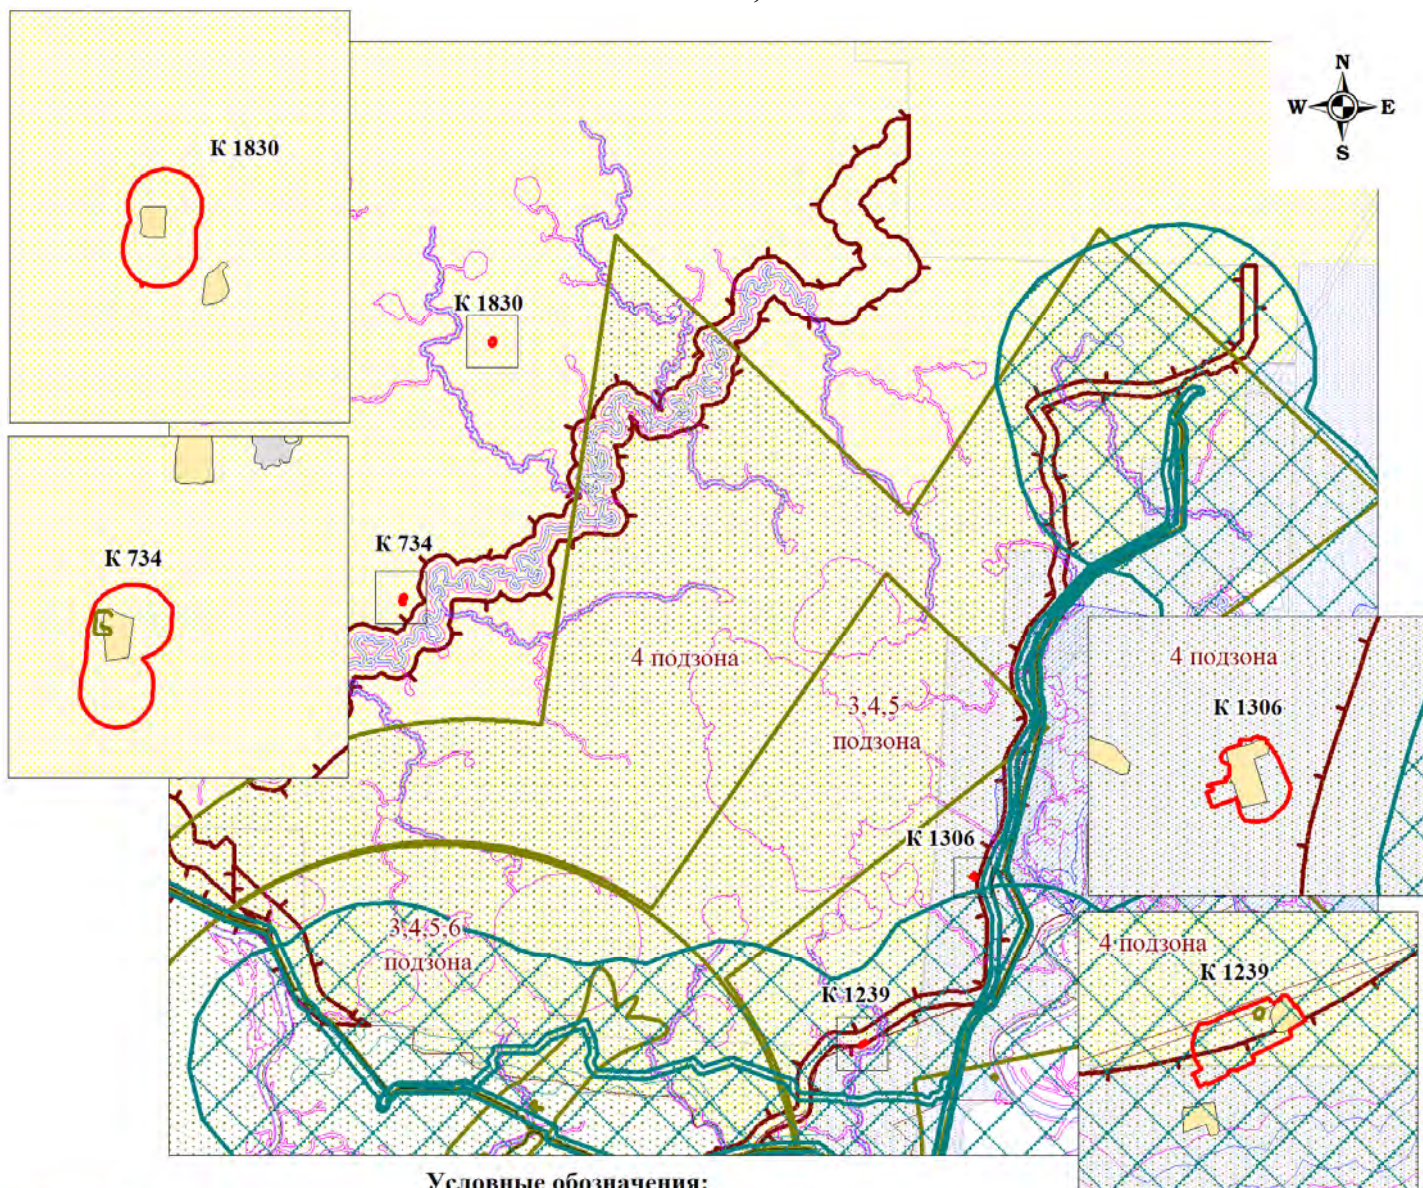 N
W E
S
К 1830
К 1830
К 734
К 734
4 подзона
3,4,5
подзона
4 подзона
К 1306
К 1306
3,4,5,6
подзона
4 подзона
К 1239
К 1239
Условные обозначения: